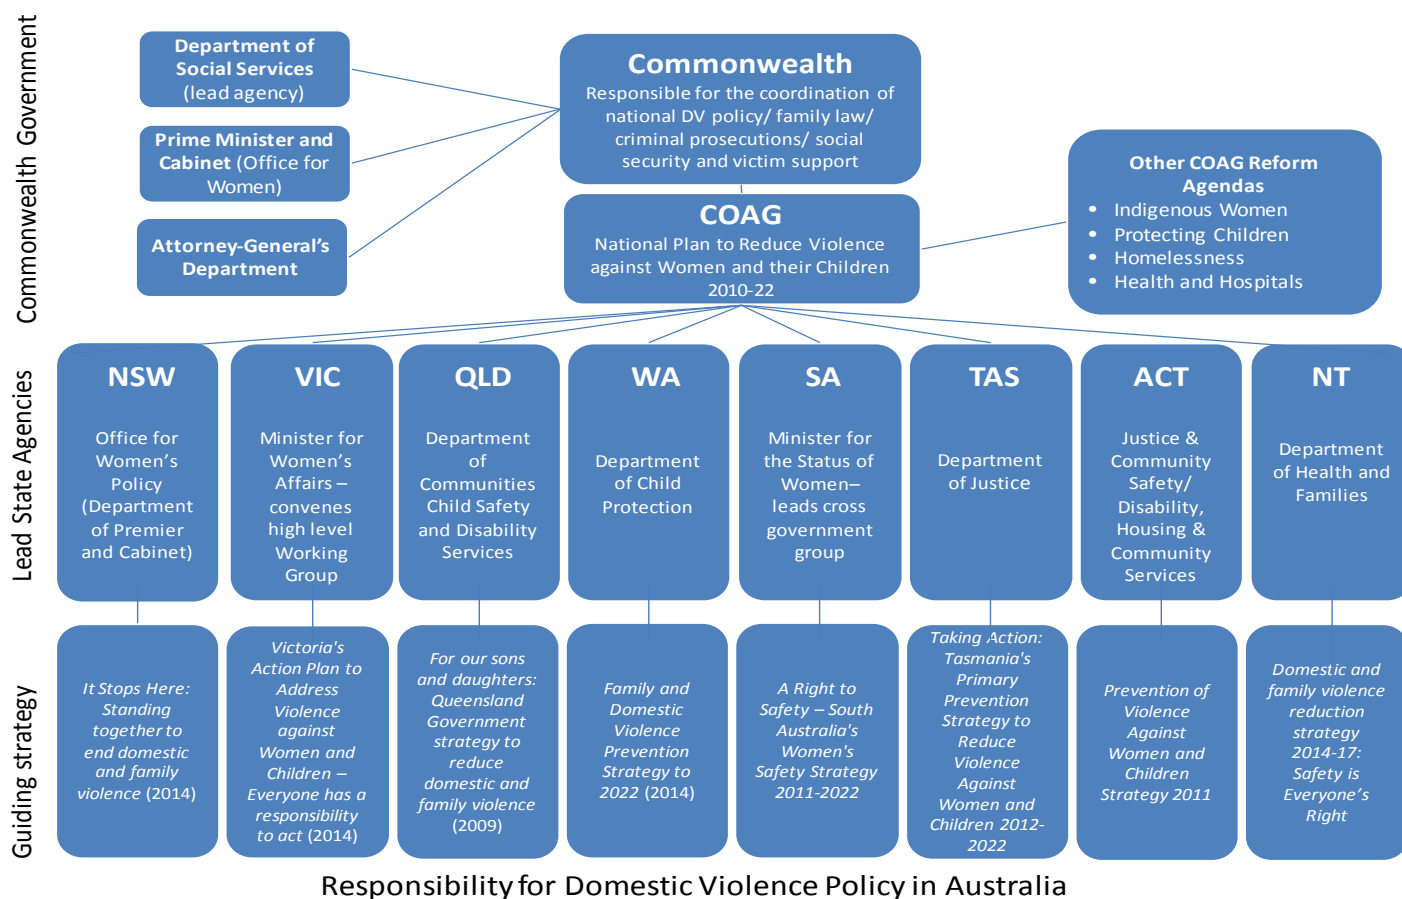 Commonwealth Government
Department of
Social Services
(lead agency)
Prime Minister and
Cabinet (Office for
Women)
Attorney-General's
Department
Commonwealth
Responsible for the coordination of
national DV policy/ family law/
criminal prosecutions/ social
security and victim support
COAG
National Plan to Reduce Violence
against Women and their Children
2010-22
Other COAG Reform
Agendas
• Indigenous Women
• Protecting Children
• Homelessness
• Health and Hospitals
Lead State Agencies
NSW
Office for
Women's
Policy
(Department
of Premier
and Cabinet)
VIC
Minister for
Women's
Affairs –
convenes
high level
Working
Group
QLD
Department
of
Communities
Child Safety
and Disability
Services
WA
Department
of Child
Protection
SA
Minister for
the Status of
Women–
leads cross
government
group
TAS
Department
of Justice
ACT
Justice &
Community
Safety/
Disability,
Housing &
Community
Services
NT
Department
of Health and
Families
Guiding strategy
It Stops Here:
Standing
together to
end domestic
and family
violence (2014)
Victoria's
Action Plan to
Address
Violence
against
Women and
Children –
Everyone has a
responsibility
to act (2014)
For our sons
and daughters:
Queensland
Government
strategy to
reduce
domestic and
family violence
(2009)
Family and
Domestic
Violence
Prevention
Strategy to
2022 (2014)
A Right to
Safety – South
Australia's
Women's
Safety Strategy
2011-2022
Taking Action:
Tasmania's
Primary
Prevention
Strategy to
Reduce
Violence
Against
Women and
Children 2012-
2022
Prevention of
Violence
Against
Women and
Children
Strategy 2011
Domestic and
family violence
reduction
strategy
2014-17:
Safety is
Everyone's
Right
Responsibility for Domestic Violence Policy in Australia